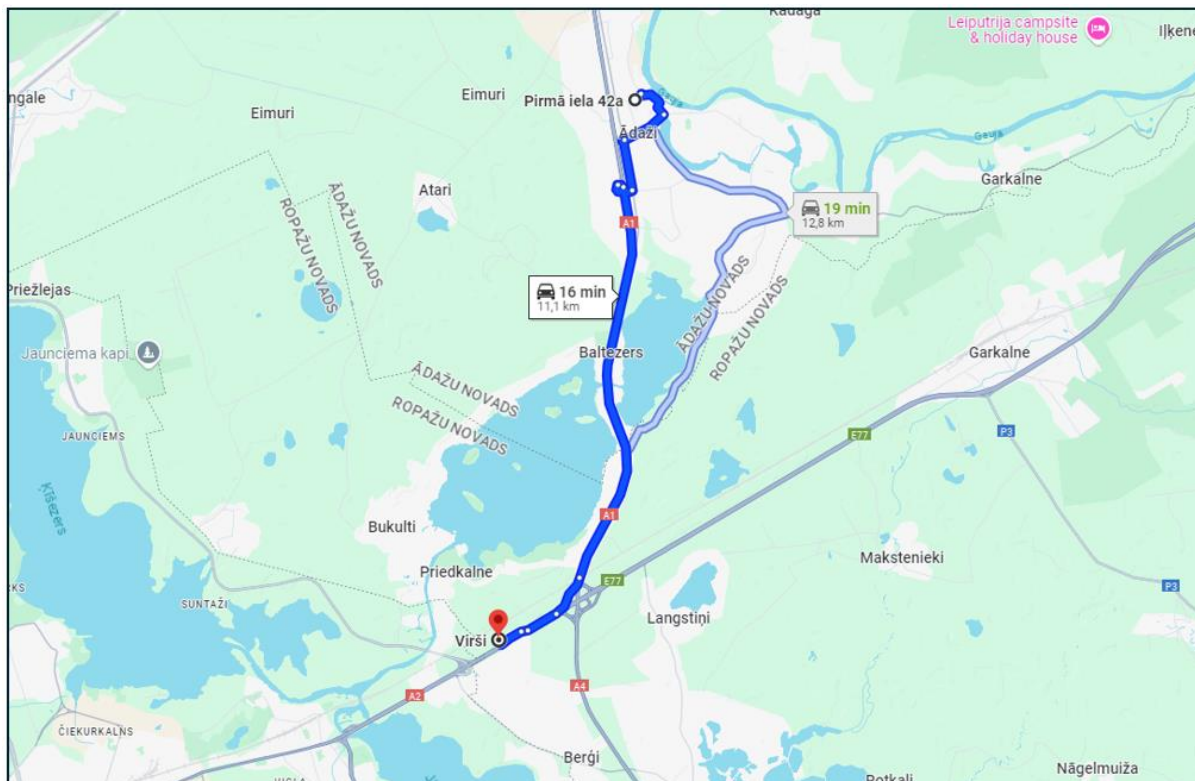 Kadaga
Leiputrija campsite
& holiday house
Iļķene
ngale
Eimuri
Pirmā iela 42a
Gauja
Eimuri
Ādaži
Gauja
Atari
Garkalne
ĀDAŽU NOVADS
ROPAŽU NOVADS
A1
19 min
12,8 km
Priežlejas
16 min
11,1 km
ĀDAŽU NOVADS
ROPAŽU NOVADS
Jaunciema kapi
Baltezers
Garkalne
ĀDAŽU NOVADS
ROPAŽU NOVADS
JAUNCIEMS
E77
P3
Ķīšezers
A1
Bukulti
Makstenieki
Priedkalne
E77
P3
RKS
SUNTAŽI
Langstiņi
Virši
A2
A4
ČIEKURKALNS
Berģi
Nāgelmuiža